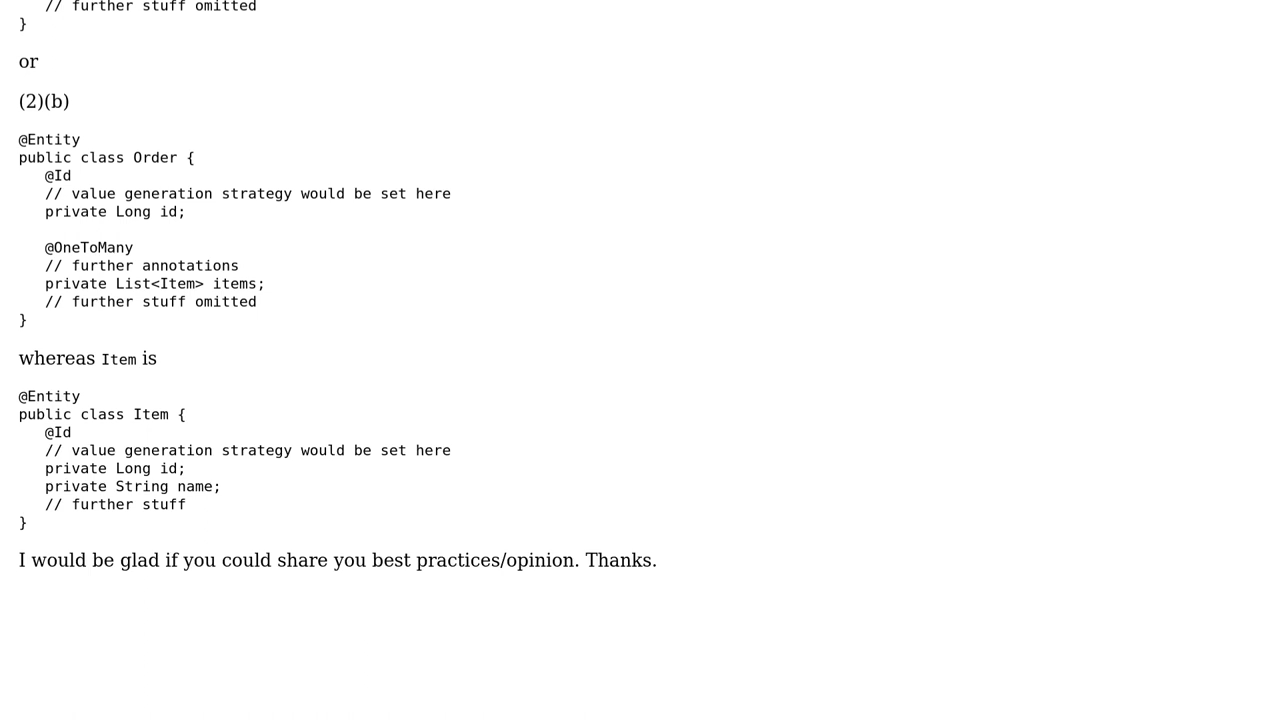 // further stuff omitted
}
or
(2)(b)
@Entity
public class Order {
   @Id
   // value generation strategy would be set here
   private Long id;

   @OneToMany
   // further annotations
   private List<Item> items;
   // further stuff omitted
}
whereas Item is
@Entity
public class Item {
   @Id
   // value generation strategy would be set here
   private Long id;
   private String name;
   // further stuff
}
I would be glad if you could share you best practices/opinion. Thanks.